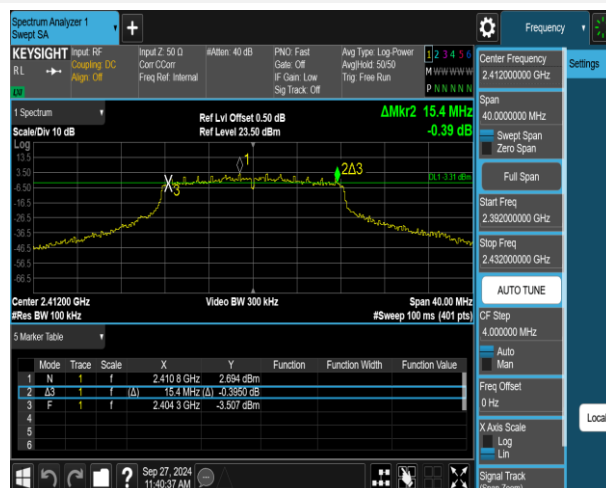 Spectrum Analyzer 1
Swept SA
Frequency
KEYSIGHT Input: RF
RL
Coupling: DC
Align: Off
Input Z: 50 Ω
Corr CCorr
Freq Ref: Internal
#Atten: 40 dB
PNO: Fast
Gate: Off
IF Gain: Low
Sig Track: Off
Avg Type: Log-Power
Avg|Hold: 50/50
Trig: Free Run
1 2 3 4 5 6
M W W W W W
P N N N N N
1 Spectrum
Scale/Div 10 dB
Ref Lvl Offset 0.50 dB
Ref Level 23.50 dBm
ΔMkr2 15.4 MHz
-0.39 dB
Log
13.5
3.50
-6.50
-16.5
-26.5
-36.5
-46.5
-56.5
-66.5
1
2Δ3
X3
DL1 -3.31 dBm
Center 2.41200 GHz
#Res BW 100 kHz
Video BW 300 kHz
Span 40.00 MHz
#Sweep 100 ms (401 pts)
5 Marker Table
Mode Trace Scale X Y Function Function Width Function Value
1 N 1 f 2.410 8 GHz 2.694 dBm
2 Δ3 1 f (Δ) 15.4 MHz (Δ) -0.3950 dB
3 F 1 f 2.404 3 GHz -3.507 dBm
4
5
6
Sep 27, 2024
11:40:37 AM
Settings
Center Frequency
2.412000000 GHz
Span
40.0000000 MHz
Swept Span
Zero Span
Full Span
Start Freq
2.392000000 GHz
Stop Freq
2.432000000 GHz
AUTO TUNE
CF Step
4.000000 MHz
Auto
Man
Freq Offset
0 Hz
X Axis Scale
Log
Lin
Signal Track
(Span Zoom)
Local